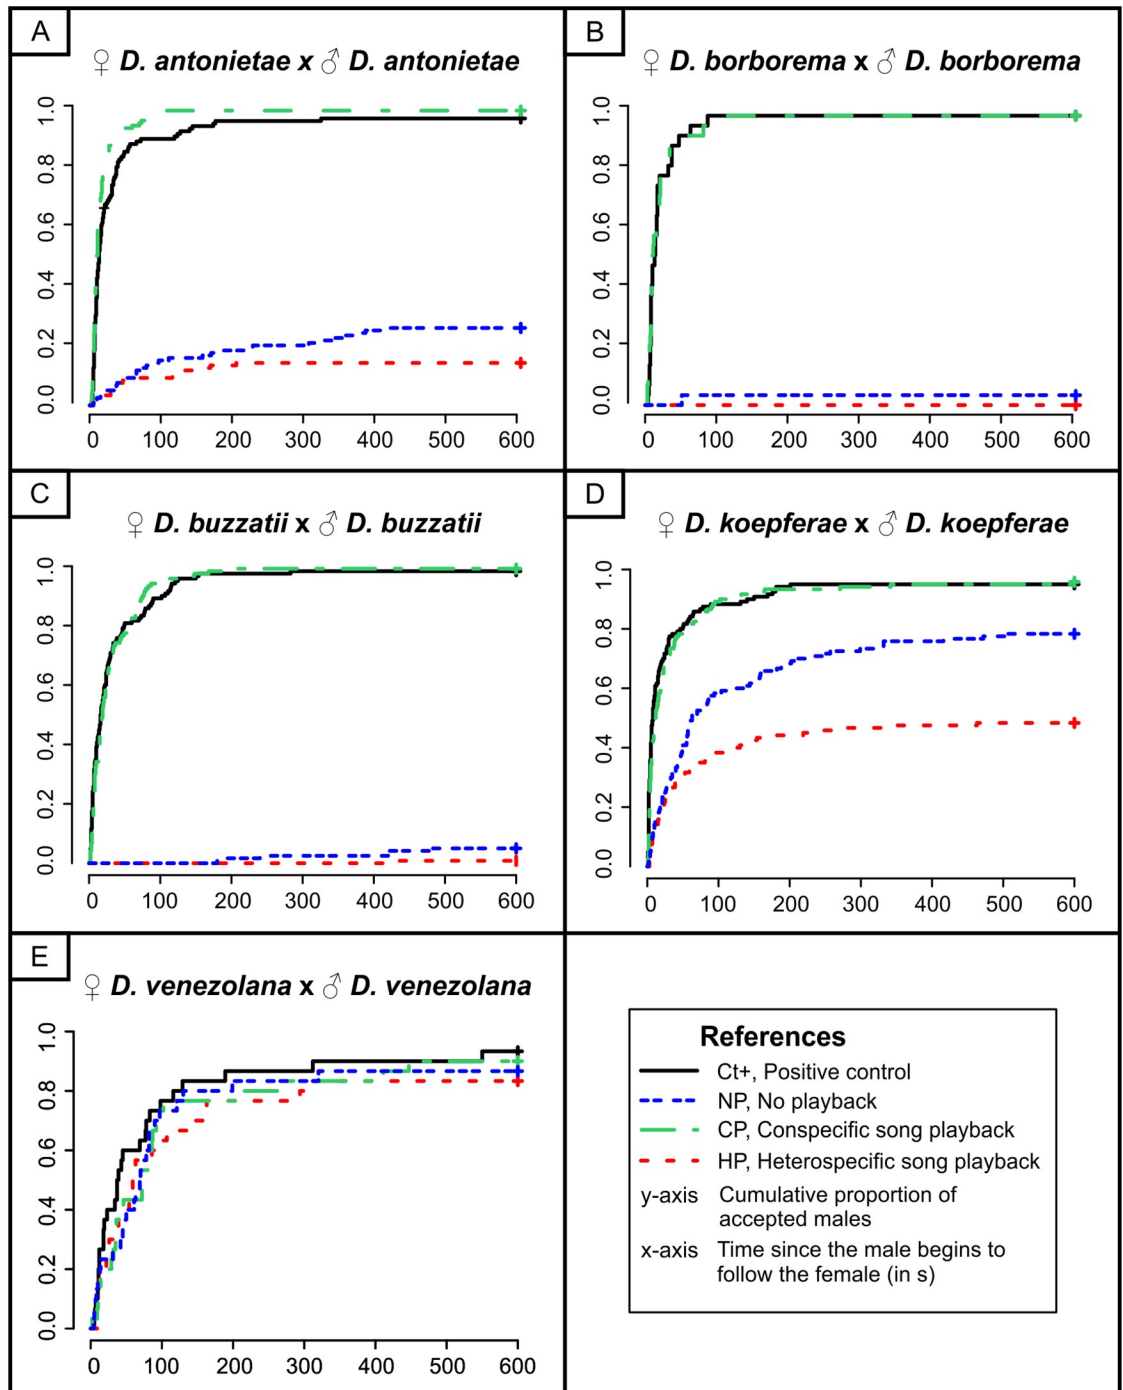 A
♀ D. antonietae x ♂ D. antonietae
0.0 0.2 0.4 0.6 0.8 1.0
0 100 200 300 400 500 600
B
♀ D. borborema x ♂ D. borborema
0.0 0.2 0.4 0.6 0.8 1.0
0 100 200 300 400 500 600
C
♀ D. buzzatii x ♂ D. buzzatii
0.0 0.2 0.4 0.6 0.8 1.0
0 100 200 300 400 500 600
D
♀ D. koepferae x ♂ D. koepferae
0.0 0.2 0.4 0.6 0.8 1.0
0 100 200 300 400 500 600
E
♀ D. venezolana x ♂ D. venezolana
0.0 0.2 0.4 0.6 0.8 1.0
0 100 200 300 400 500 600
References
Ct+, Positive control
NP, No playback
CP, Conspecific song playback
HP, Heterospecific song playback
y-axis Cumulative proportion of
accepted males
x-axis Time since the male begins to
follow the female (in s)